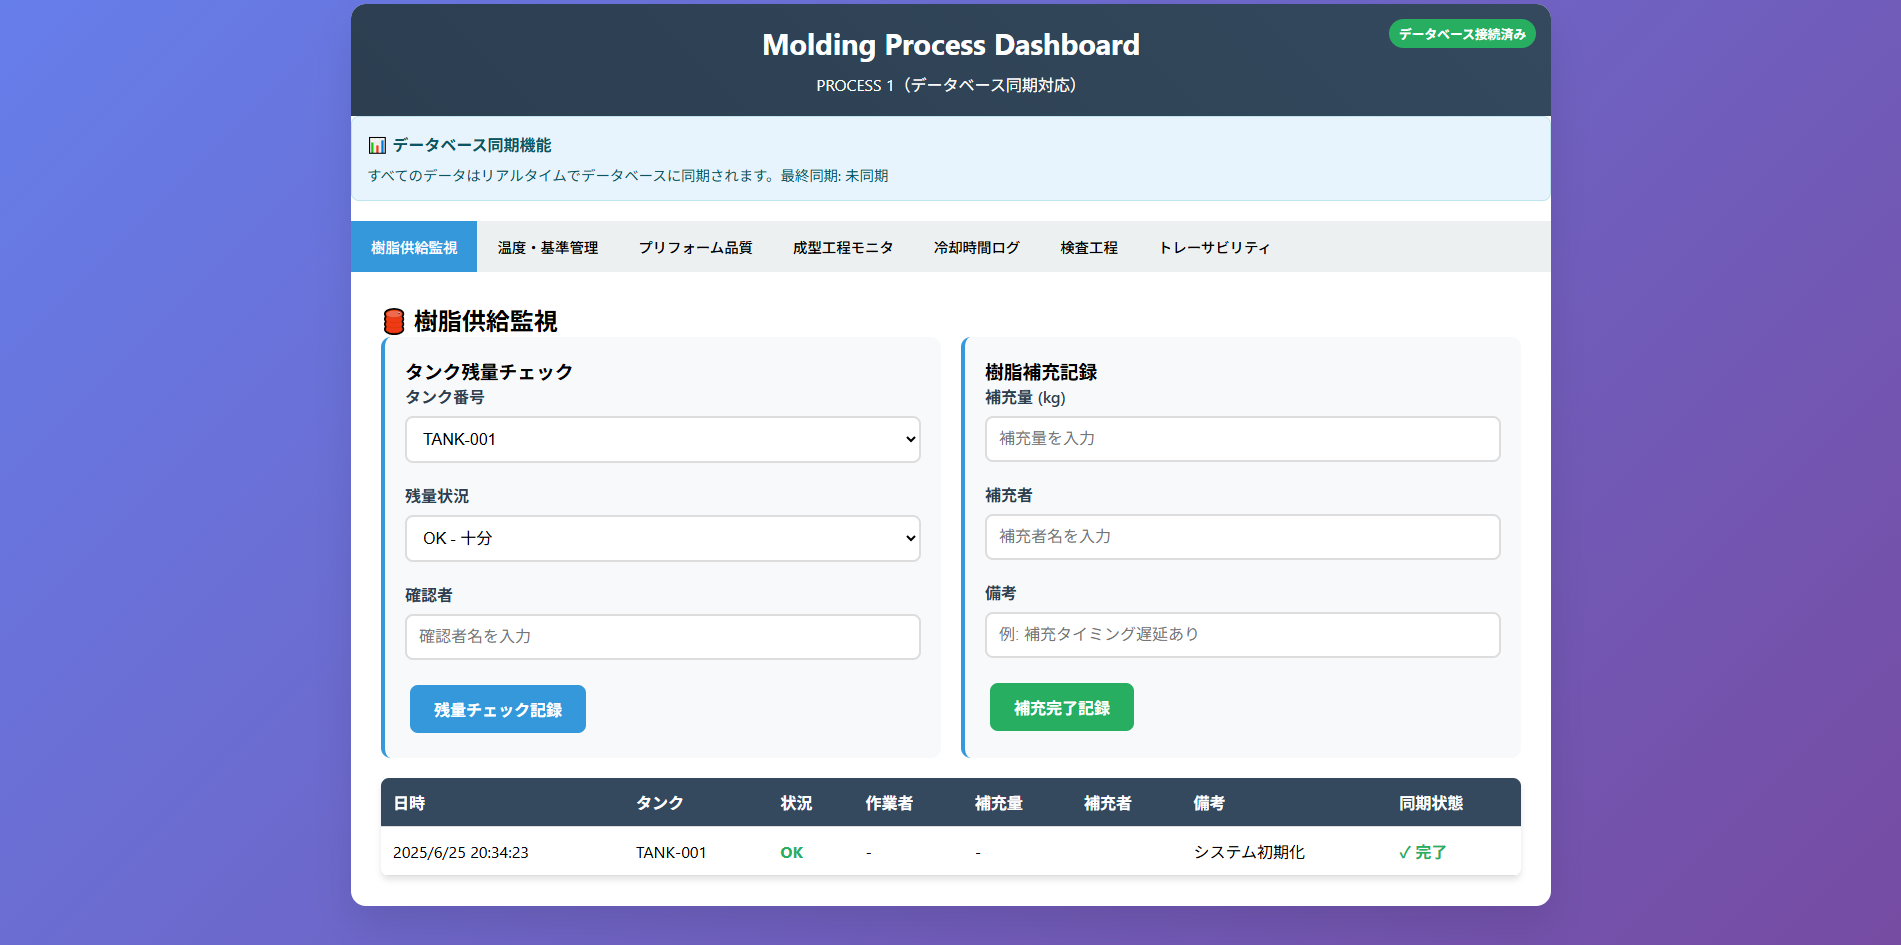 Molding Process Dashboard
データベース接続済み
PROCESS 1（データベース同期対応）
データベース同期機能
すべてのデータはリアルタイムでデータベースに同期されます。最終同期: 未同期
樹脂供給監視 温度・基準管理 プリフォーム品質 成型工程モニタ 冷却時間ログ 検査工程 トレーサビリティ
樹脂供給監視
タンク残量チェック
タンク番号
TANK-001
残量状況
OK - 十分
確認者
確認者名を入力
残量チェック記録
樹脂補充記録
補充量 (kg)
補充量を入力
補充者
補充者名を入力
備考
例: 補充タイミング遅延あり
補充完了記録
日時 タンク 状況 作業者 補充量 補充者 備考 同期状態
2025/6/25 20:34:23 TANK-001 OK - - システム初期化 ✓ 完了